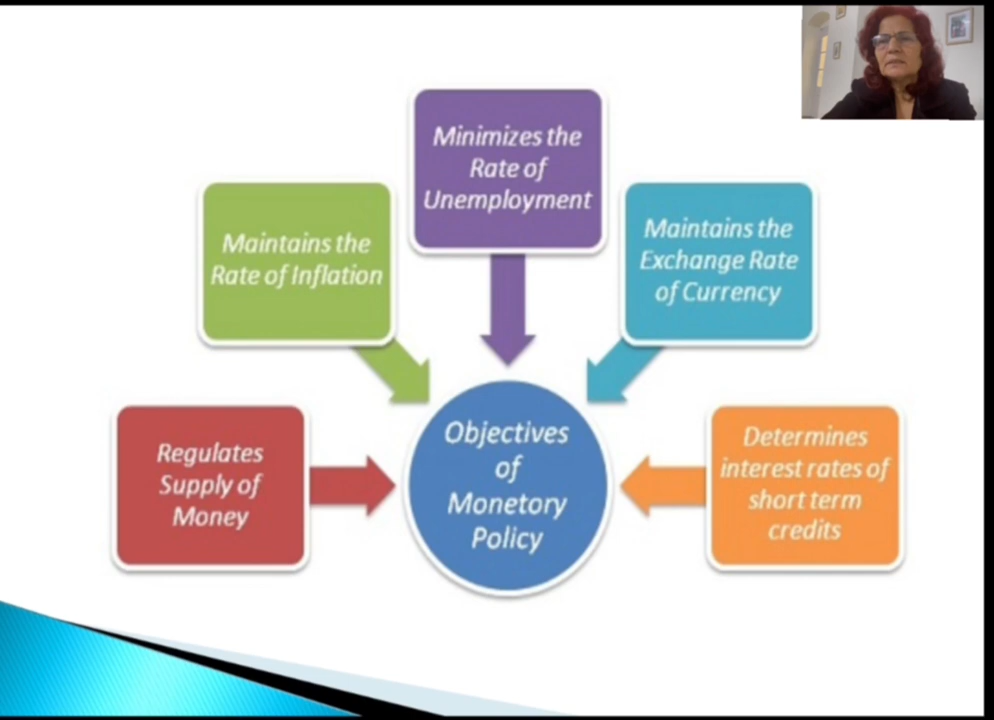 Minimizes the
Rate of
Unemployment
Maintains the
Rate of Inflation
Maintains the
Exchange Rate
of Currency
Regulates
Supply of
Money
Objectives
of
Monetory
Policy
Determines
interest rates of
short term
credits